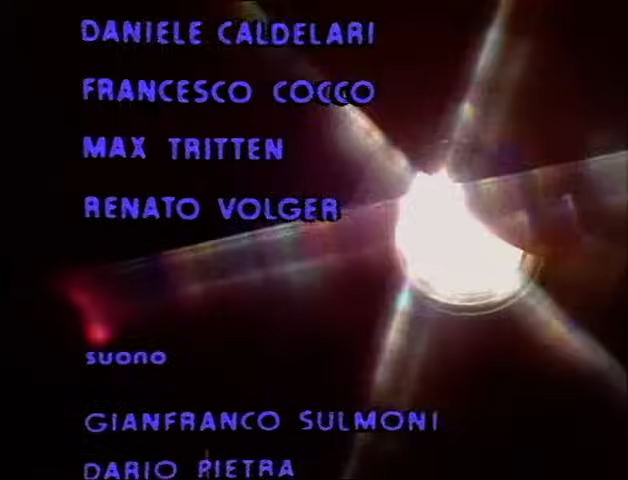 DANIELE CALDELARI
FRANCESCO COCCO
MAX TRITTEN
RENATO VOLGER
suono
GIANFRANCO SULMONI
DARIO PIETRA